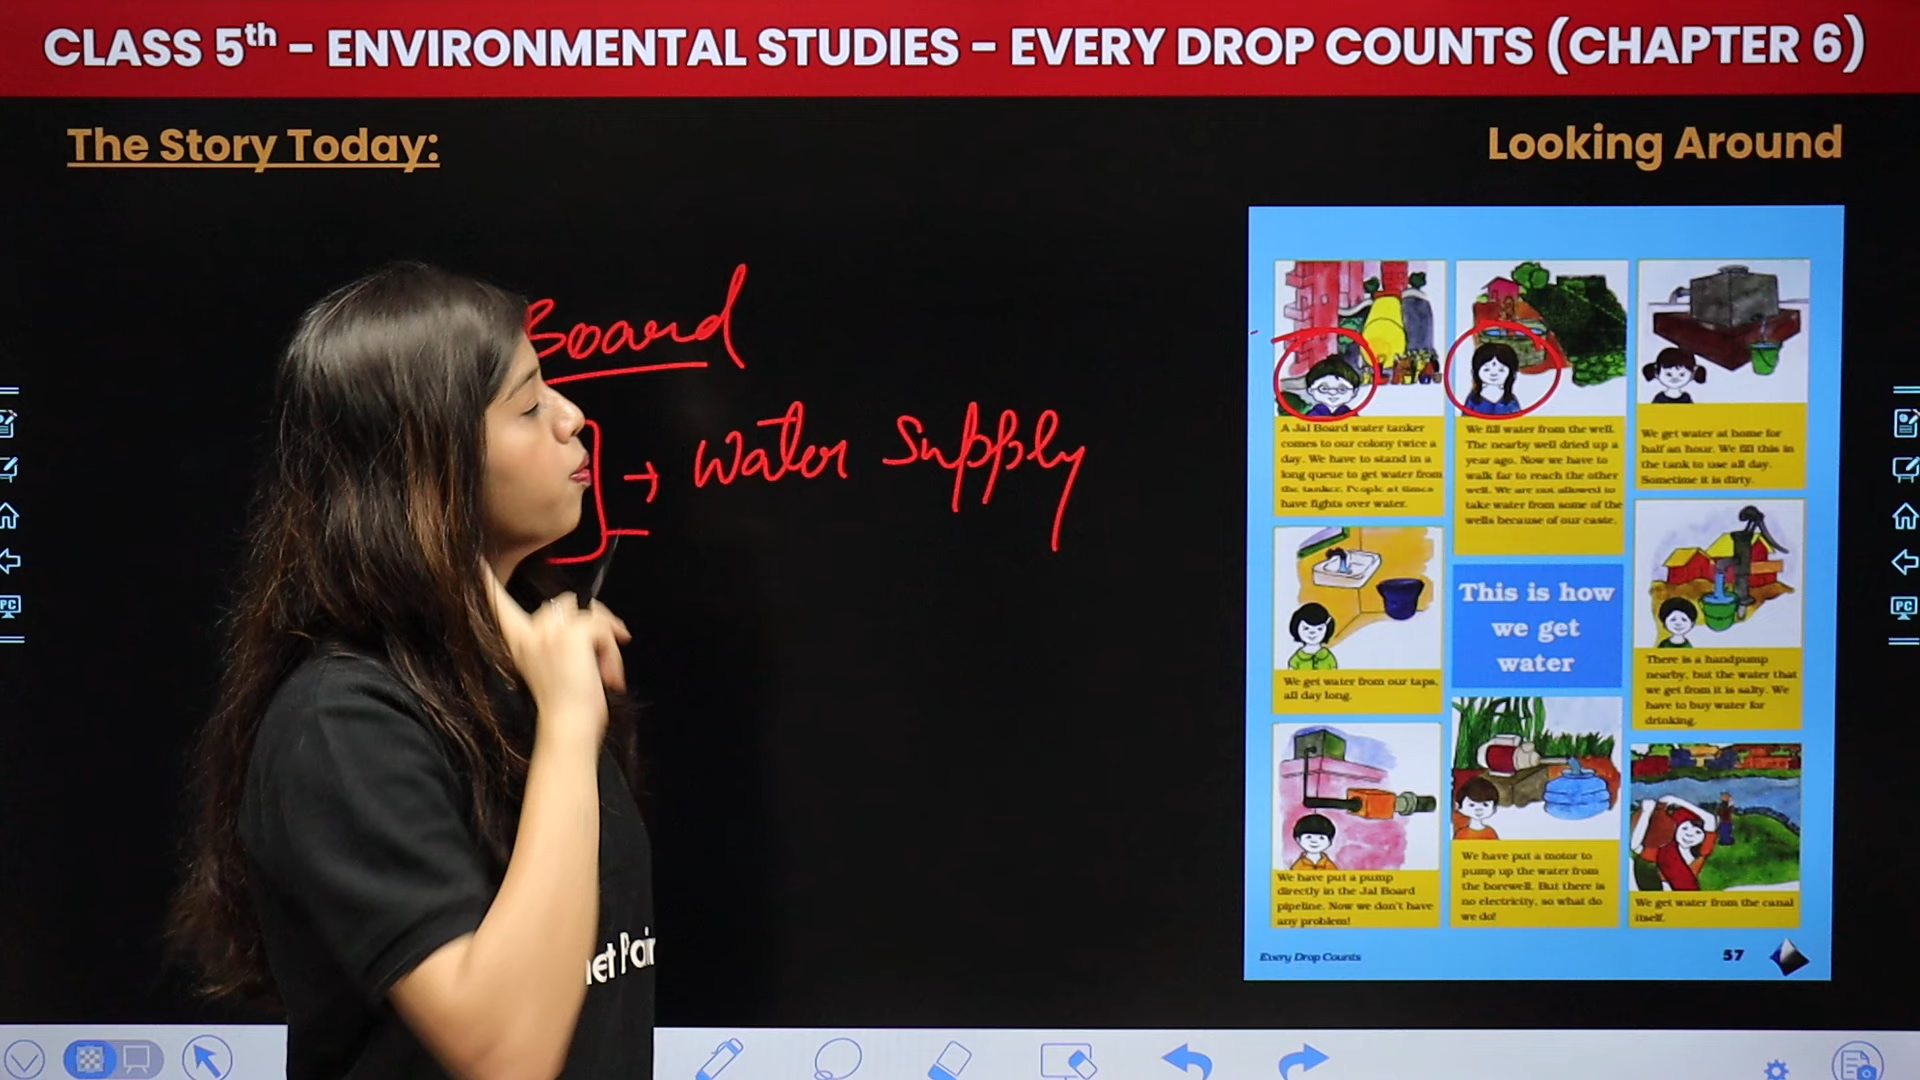 CLASS 5th – ENVIRONMENTAL STUDIES – EVERY DROP COUNTS (CHAPTER 6)
The Story Today:
Looking Around
Board
→ Water Supply
A Jal Board water tanker
comes to our colony twice a
day. We have to stand in a
long queue to get water from
the tanker. People at times
have fights over water.
We fill water from the well.
The nearby well dried up a
year ago. Now we have to
walk far to reach the other
well. We are not allowed to
take water from some of the
wells because of our caste.
We get water at home for
half an hour. We fill this in
the tank to use all day.
Sometime it is dirty.
We get water from our taps,
all day long.
This is how
we get
water
There is a handpump
nearby, but the water that
we get from it is salty. We
have to buy water for
drinking.
We have put a pump
directly in the Jal Board
pipeline. Now we don't have
any problem!
We have put a motor to
pump up the water from
the borewell. But there is
no electricity, so what do
we do!
We get water from the canal
itself.
Every Drop Counts
57
PC
PC